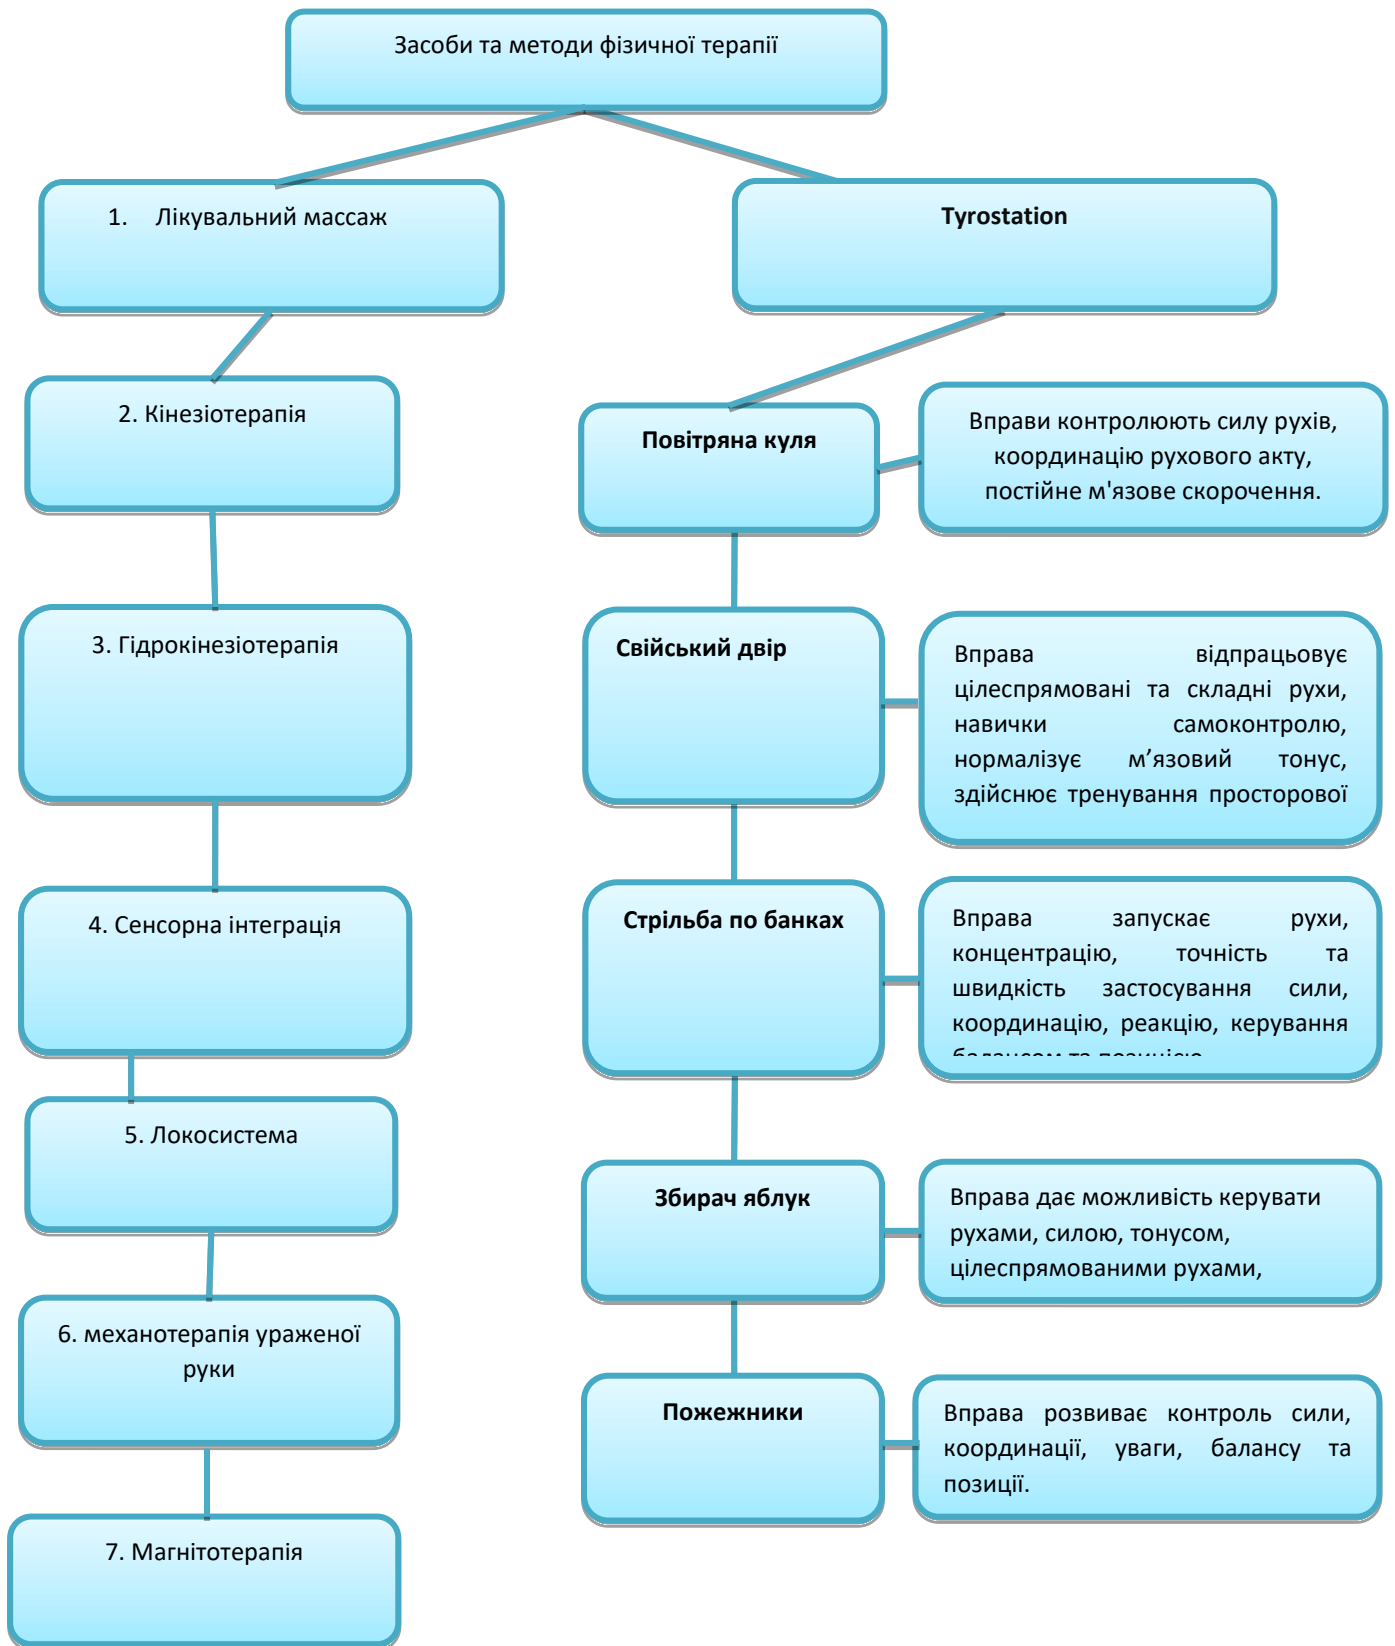 Засоби та методи фізичної терапії
1. Лікувальний массаж
Tyrostation
2. Кінезіотерапія
Повітряна куля
Вправи контролюють силу рухів,
координацію рухового акту,
постійне м'язове скорочення.
3. Гідрокінезіотерапія
Свійський двір
Вправа відпрацьовує
цілеспрямовані та складні рухи,
навички самоконтролю,
нормалізує м’язовий тонус,
здійснює тренування просторової
4. Сенсорна інтеграція
Стрільба по банках
Вправа запускає рухи,
концентрацію, точність та
швидкість застосування сили,
координацію, реакцію, керування
балансом та позицією
5. Локосистема
Збирач яблук
Вправа дає можливість керувати
рухами, силою, тонусом,
цілеспрямованими рухами,
6. механотерапія ураженої
руки
Пожежники
Вправа розвиває контроль сили,
координації, уваги, балансу та
позиції.
7. Магнітотерапія